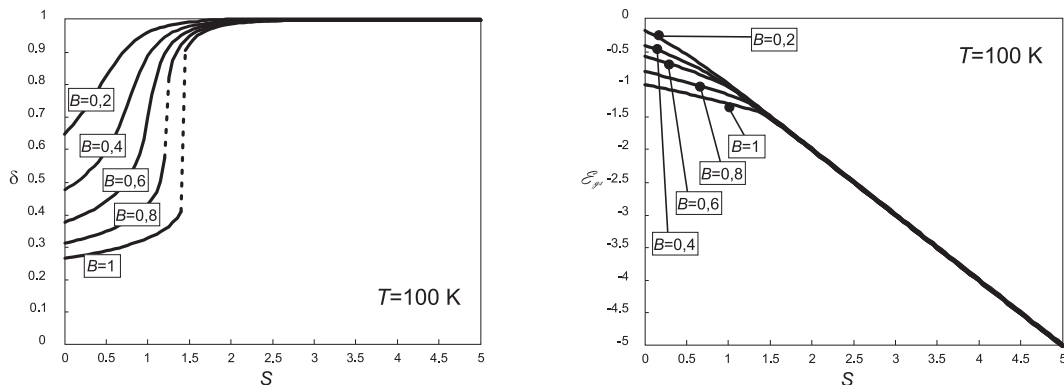 1
0.9
0.8
0.7
0.6
δ 0.5
0.4
0.3
0.2
0.1
0
B=0,2
B=0,4
B=0,6
B=0,8
B=1
T=100 K
0 0.5 1 1.5 2 2.5 3 3.5 4 4.5 5
S
0
-0.5
-1
-1.5
-2
ℰgs -2.5
-3
-3.5
-4
-4.5
-5
B=0,2
T=100 K
B=1
B=0,8
B=0,6
B=0,4
0 0.5 1 1.5 2 2.5 3 3.5 4 4.5 5
S